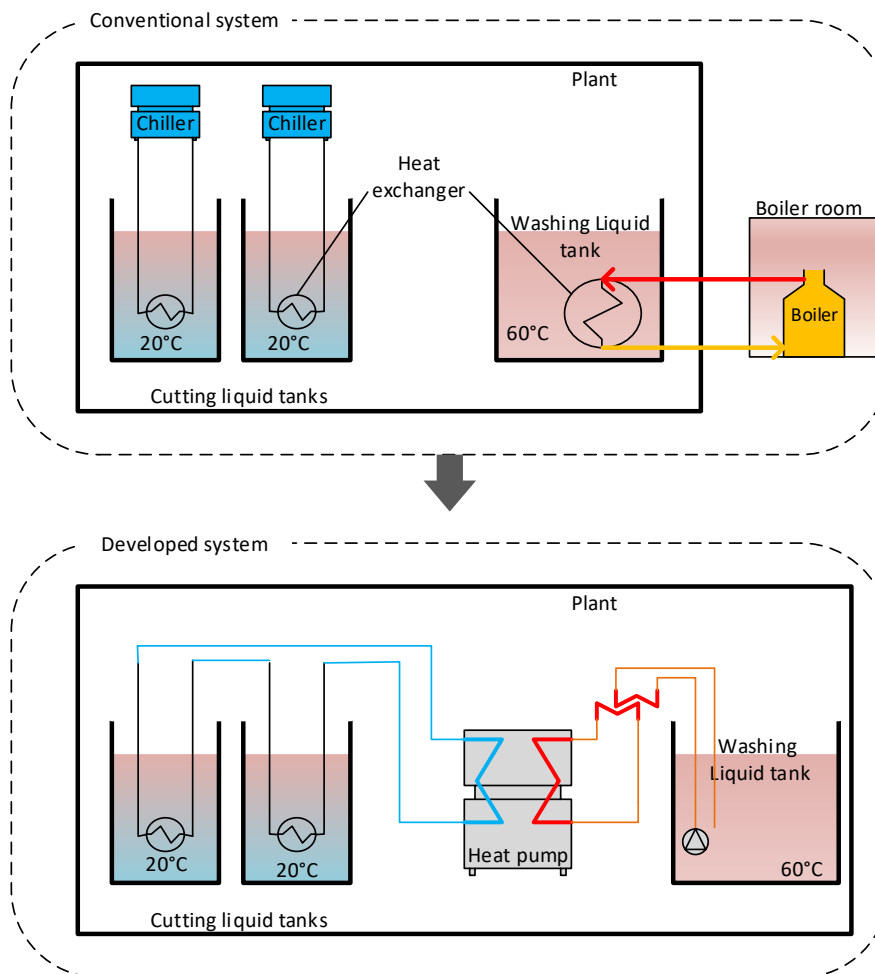 Conventional system
Plant
Chiller
Chiller
Heat
exchanger
Washing Liquid
tank
Boiler room
Boiler
60°C
20°C
20°C
Cutting liquid tanks
Developed system
Plant
Washing
Liquid tank
Heat pump
20°C
20°C
60°C
Cutting liquid tanks